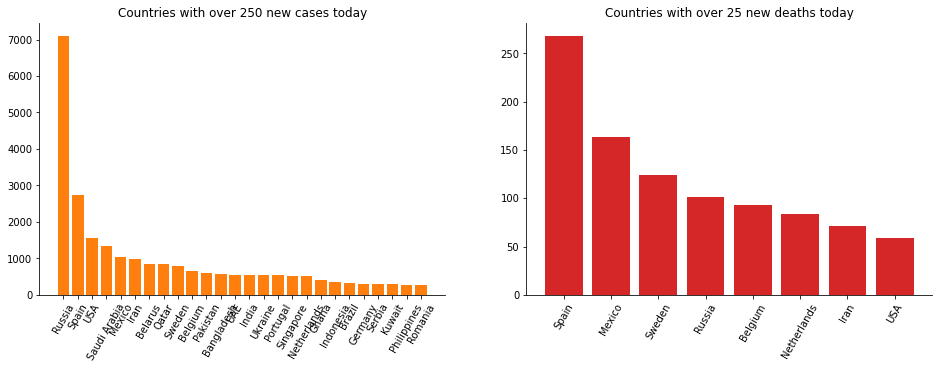 Countries with over 250 new cases today
7000
6000
5000
4000
3000
2000
1000
0
Russia
Spain
USA
Saudi Arabia
Mexico
Iran
Belarus
Qatar
Sweden
Belgium
Pakistan
Bangladesh
UAE
India
Ukraine
Portugal
Singapore
Netherlands
Ghana
Indonesia
Brazil
Germany
Serbia
Kuwait
Philippines
Romania
Countries with over 25 new deaths today
250
200
150
100
50
0
Spain
Mexico
Sweden
Russia
Belgium
Netherlands
Iran
USA